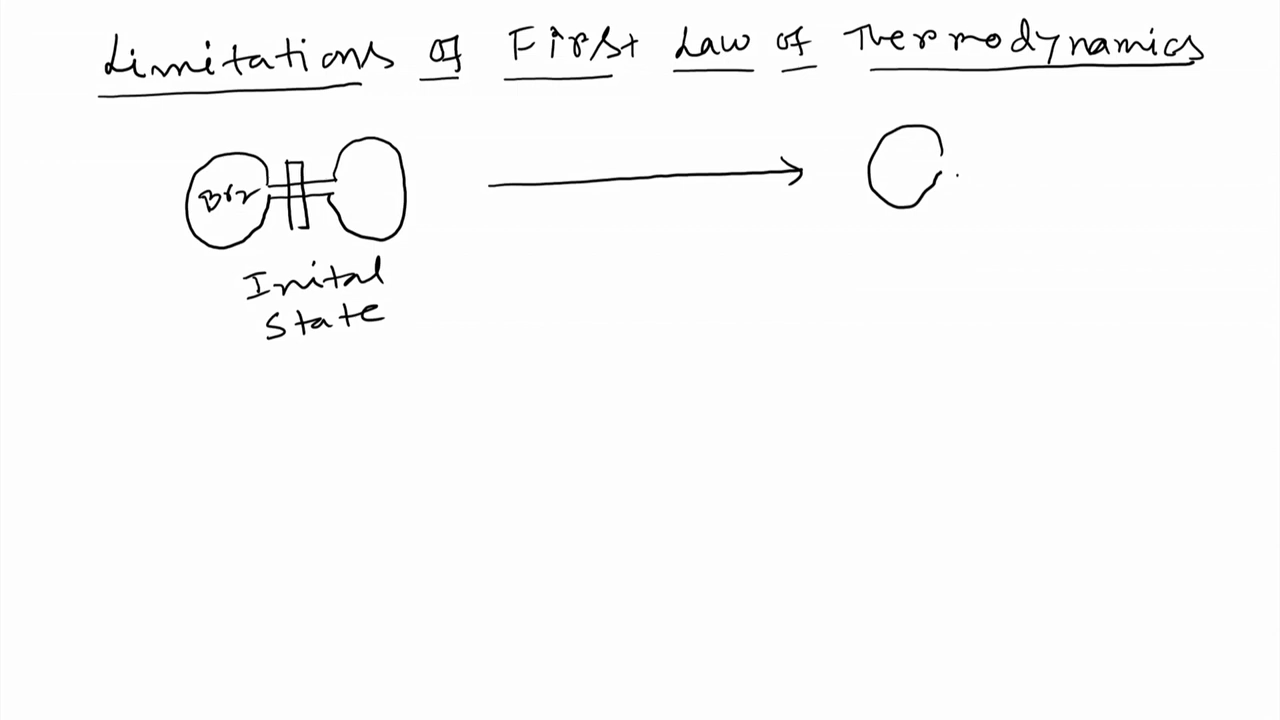 Limitations of First Law of Thermodynamics
Br2
Inital
State